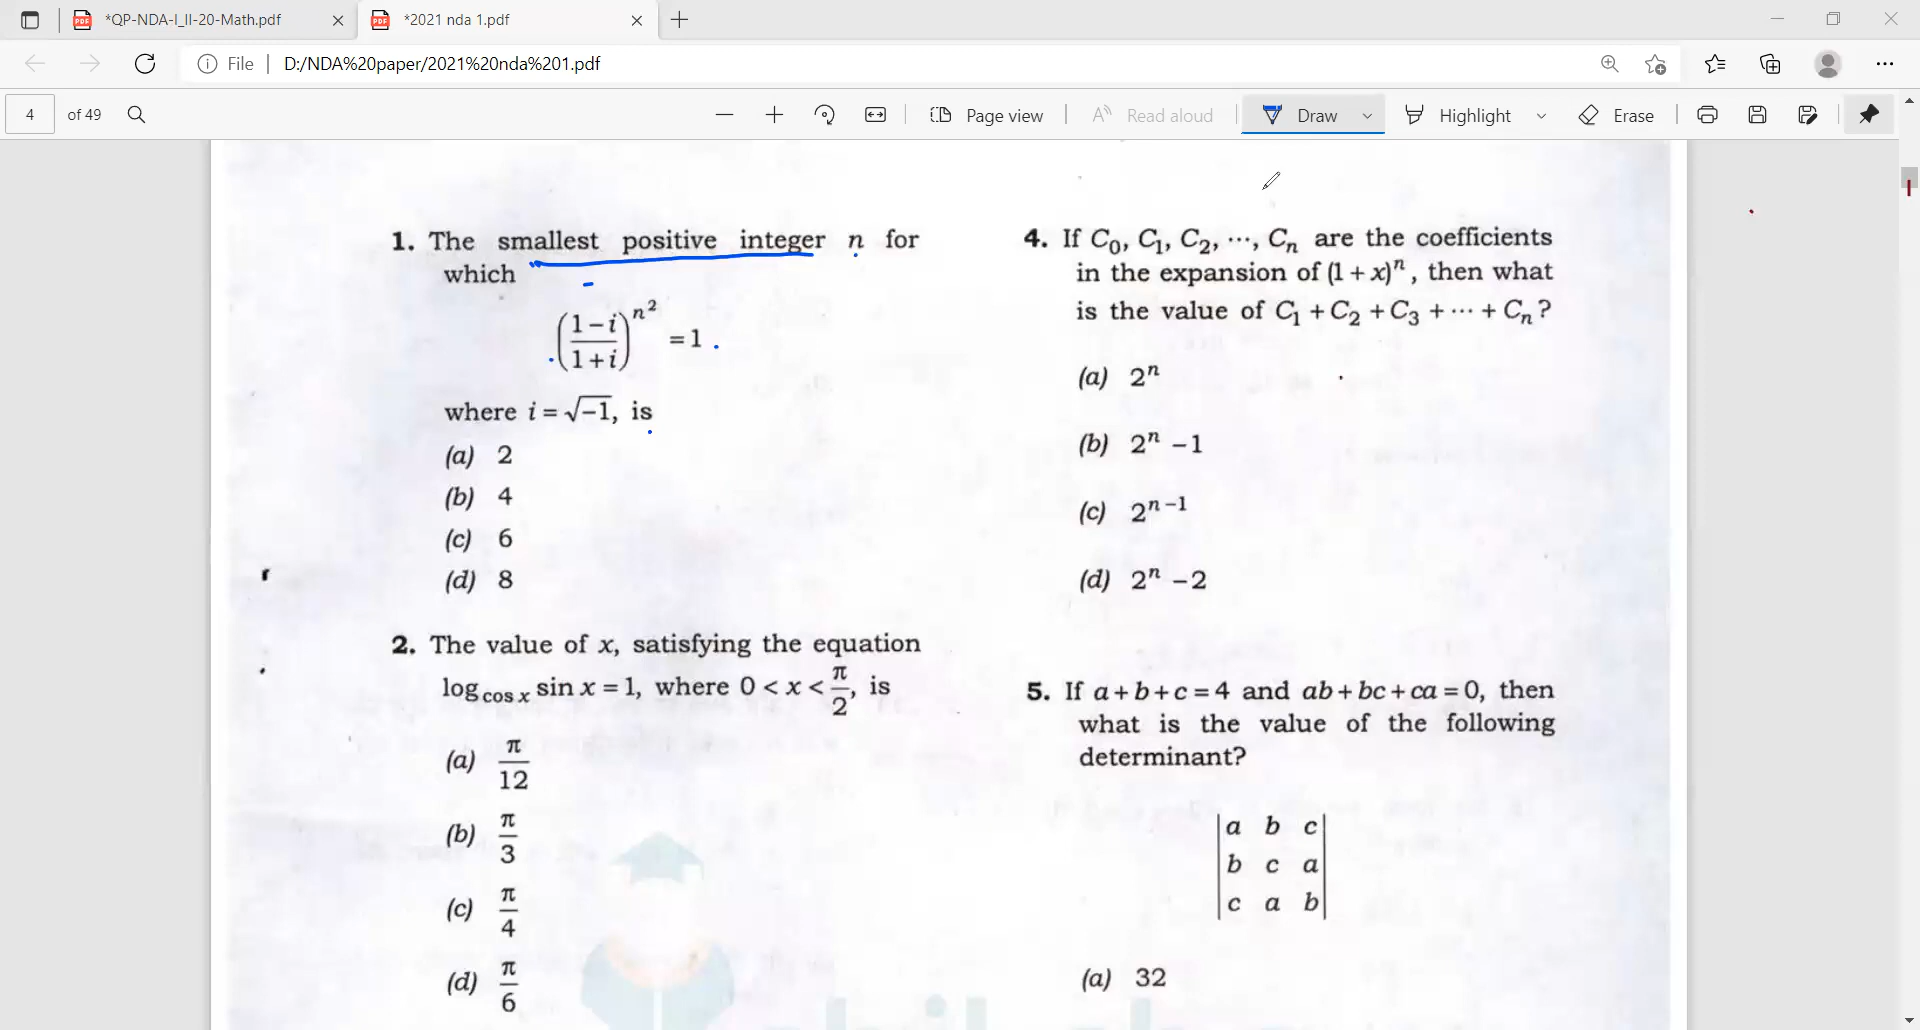 *QP-NDA-I_II-20-Math.pdf
*2021 nda 1.pdf
File
D:/NDA%20paper/2021%20nda%201.pdf
4 of 49
Page view
Read aloud
Draw
Highlight
Erase
1. The smallest positive integer n for
which
((1−i)/(1+i))^n² = 1
where i = √−1, is
(a) 2
(b) 4
(c) 6
(d) 8
2. The value of x, satisfying the equation
log_cos x sin x = 1, where 0 < x < π/2, is
(a) π/12
(b) π/3
(c) π/4
(d) π/6
4. If C₀, C₁, C₂, ⋯, Cₙ are the coefficients
in the expansion of (1 + x)ⁿ, then what
is the value of C₁ + C₂ + C₃ + ⋯ + Cₙ?
(a) 2ⁿ
(b) 2ⁿ − 1
(c) 2ⁿ⁻¹
(d) 2ⁿ − 2
5. If a + b + c = 4 and ab + bc + ca = 0, then
what is the value of the following
determinant?
|a b c|
|b c a|
|c a b|
(a) 32